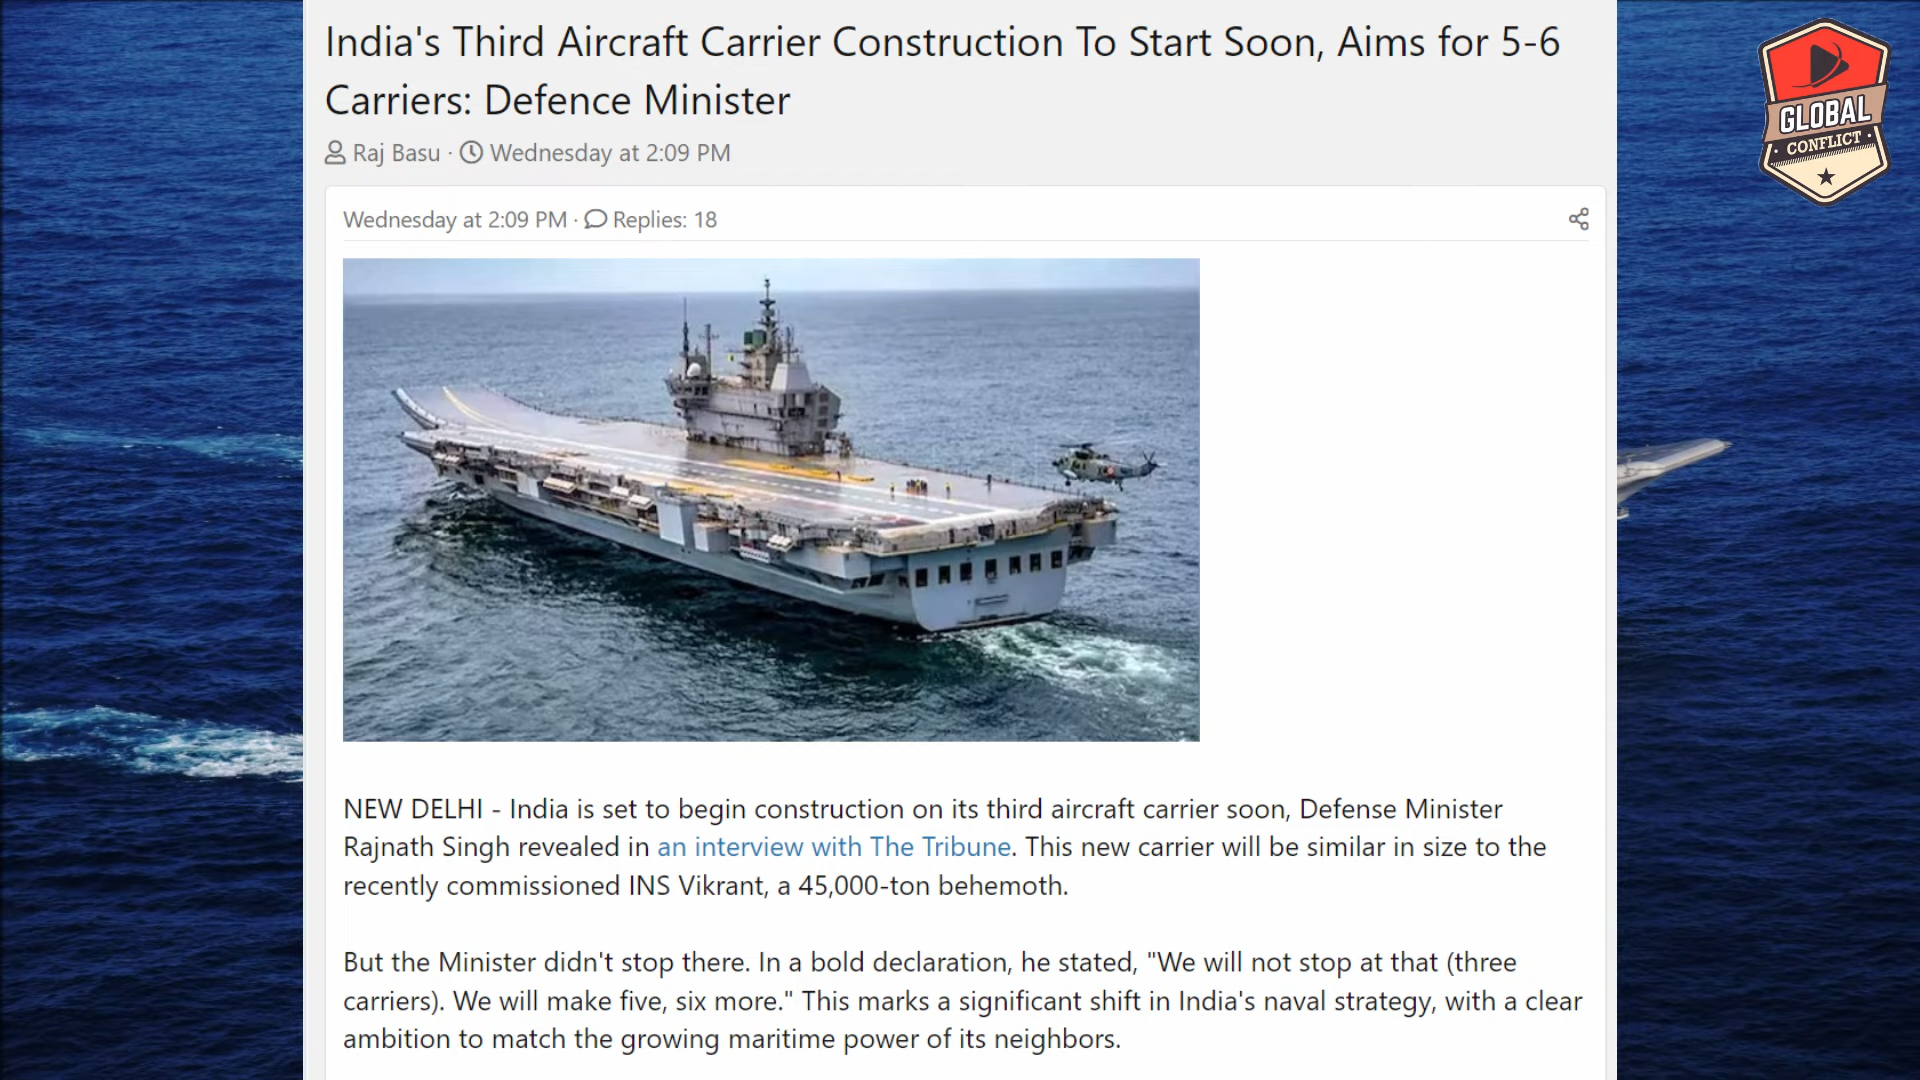 India's Third Aircraft Carrier Construction To Start Soon, Aims for 5-6
Carriers: Defence Minister
Raj Basu · Wednesday at 2:09 PM
Wednesday at 2:09 PM · Replies: 18
NEW DELHI - India is set to begin construction on its third aircraft carrier soon, Defense Minister
Rajnath Singh revealed in an interview with The Tribune. This new carrier will be similar in size to the
recently commissioned INS Vikrant, a 45,000-ton behemoth.
But the Minister didn't stop there. In a bold declaration, he stated, "We will not stop at that (three
carriers). We will make five, six more." This marks a significant shift in India's naval strategy, with a clear
ambition to match the growing maritime power of its neighbors.
GLOBAL
CONFLICT